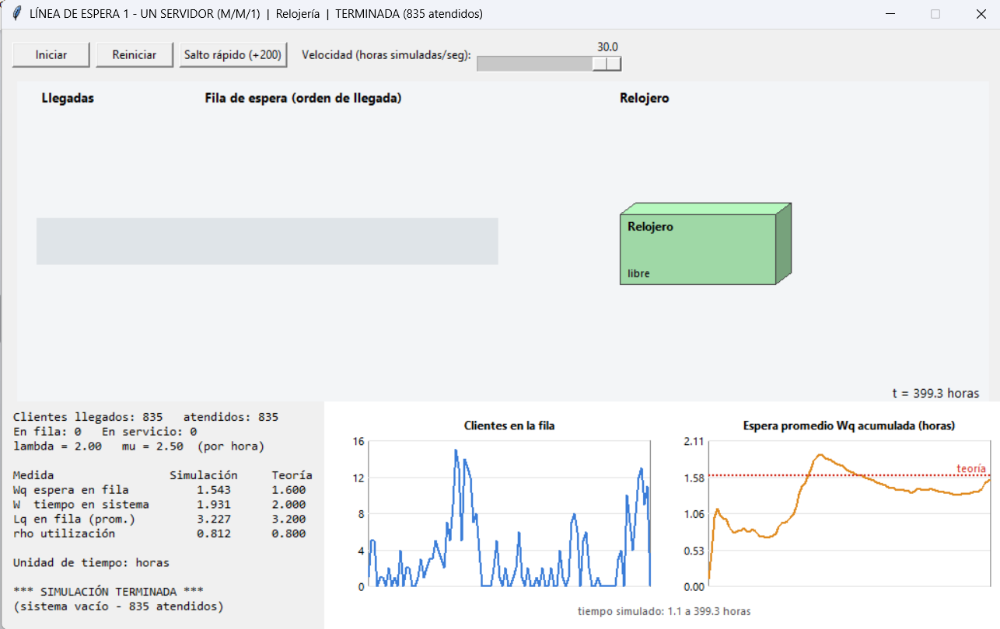 LÍNEA DE ESPERA 1 - UN SERVIDOR (M/M/1) | Relojería | TERMINADA (835 atendidos)
Iniciar
Reiniciar
Salto rápido (+200)
Velocidad (horas simuladas/seg):
30.0
Llegadas
Fila de espera (orden de llegada)
Relojero
Relojero
libre
t = 399.3 horas
Clientes llegados: 835   atendidos: 835
En fila: 0   En servicio: 0
lambda = 2.00   mu = 2.50  (por hora)
Medida   Simulación   Teoría
Wq espera en fila   1.543   1.600
W  tiempo en sistema   1.931   2.000
Lq en fila (prom.)   3.227   3.200
rho utilización   0.812   0.800
Unidad de tiempo: horas
*** SIMULACIÓN TERMINADA ***
(sistema vacío - 835 atendidos)
Clientes en la fila
16
12
8
4
0
Espera promedio Wq acumulada (horas)
2.11
1.58
1.06
0.53
0.00
teoría
tiempo simulado: 1.1 a 399.3 horas